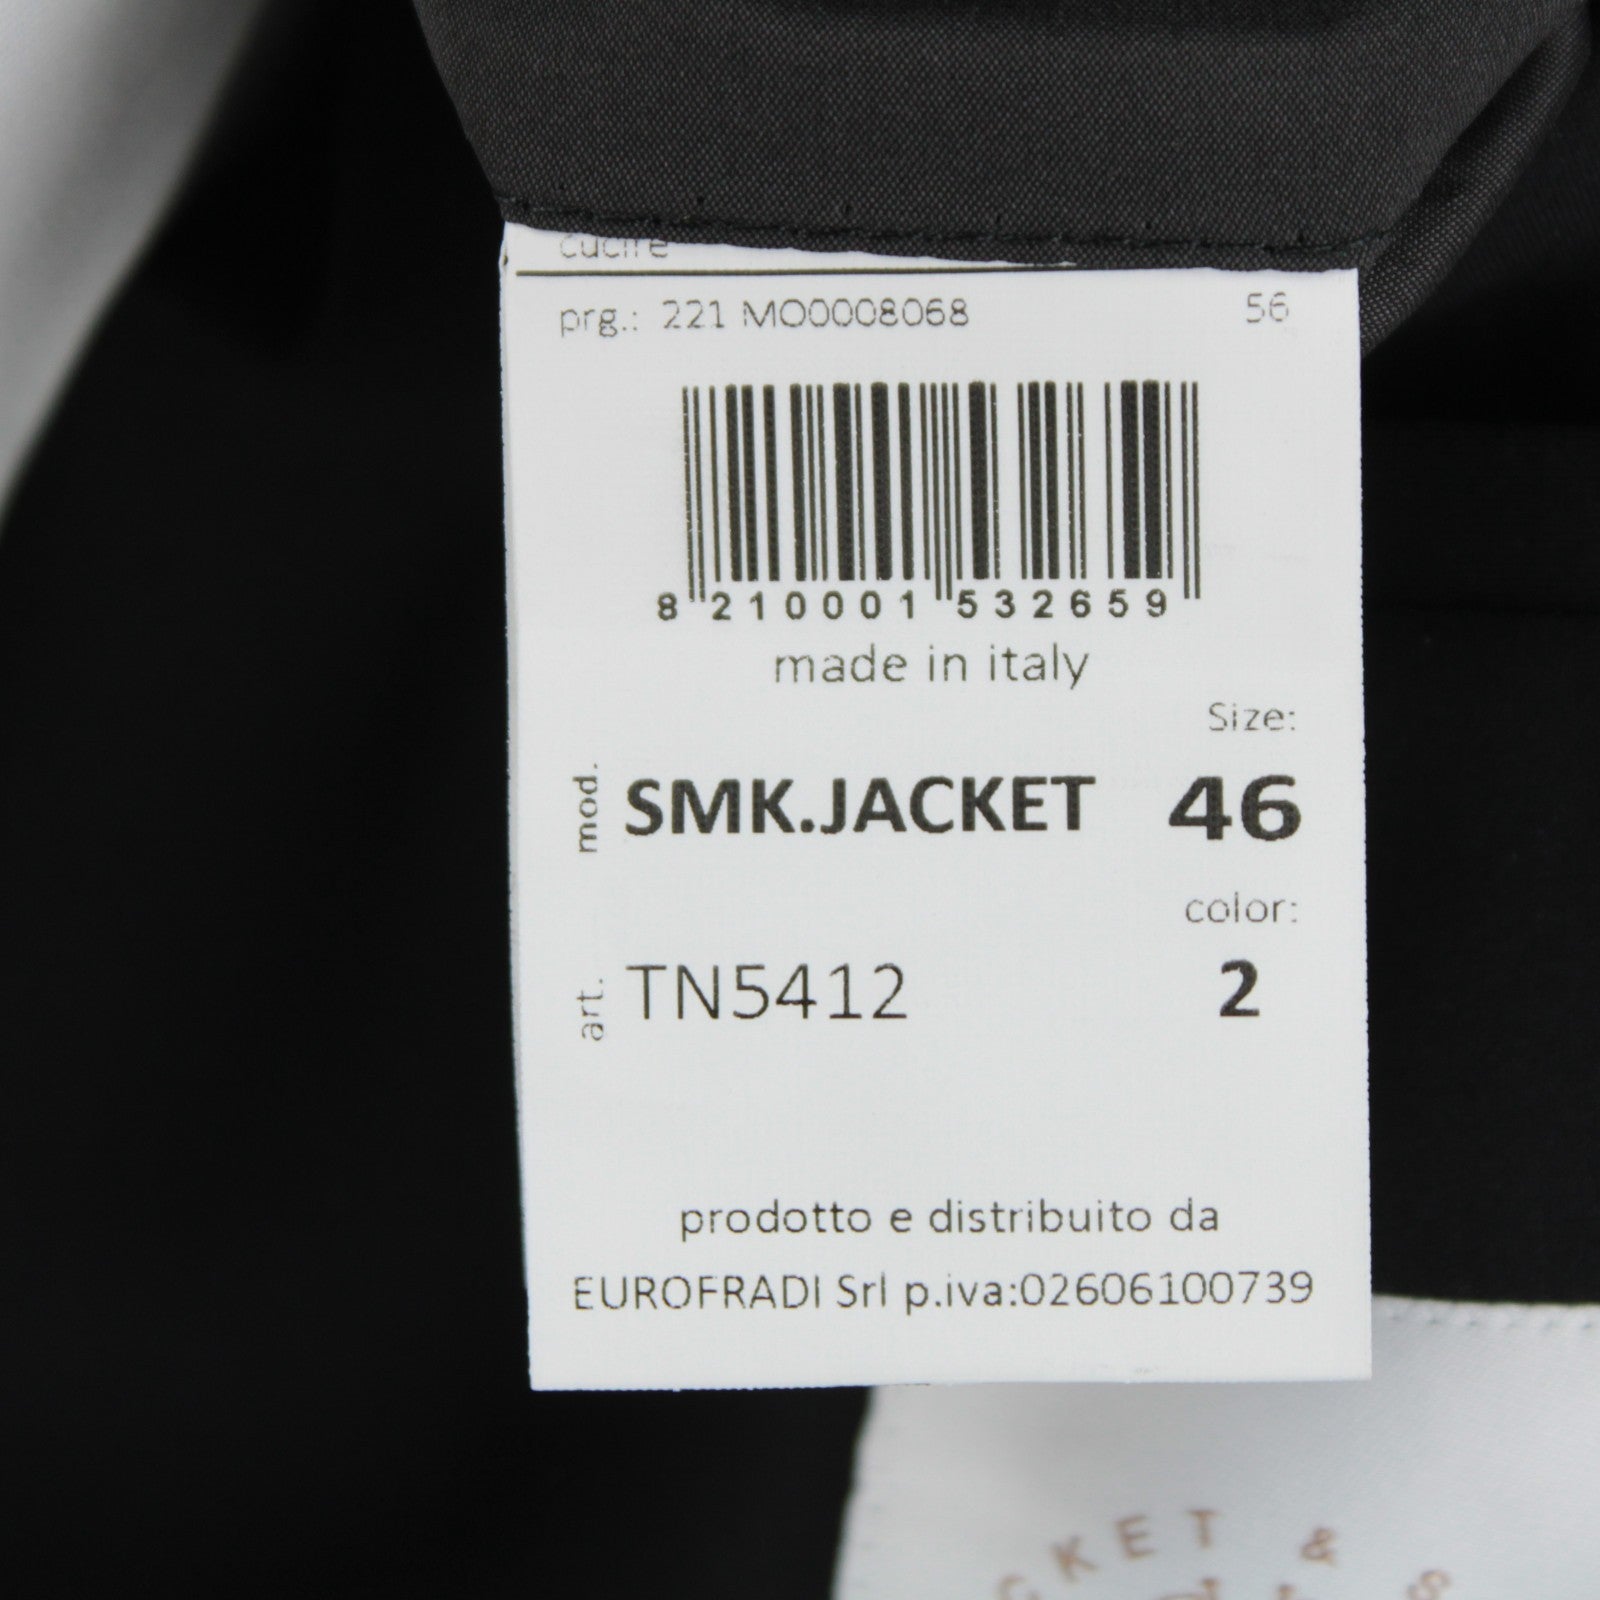 cucire
prg.: 221 MO0008068 56
8 210001 532659
made in italy
Size:
mod. SMK.JACKET 46
color:
art. TN5412 2
prodotto e distribuito da
EUROFRADI Srl p.iva:02606100739
CKET & S